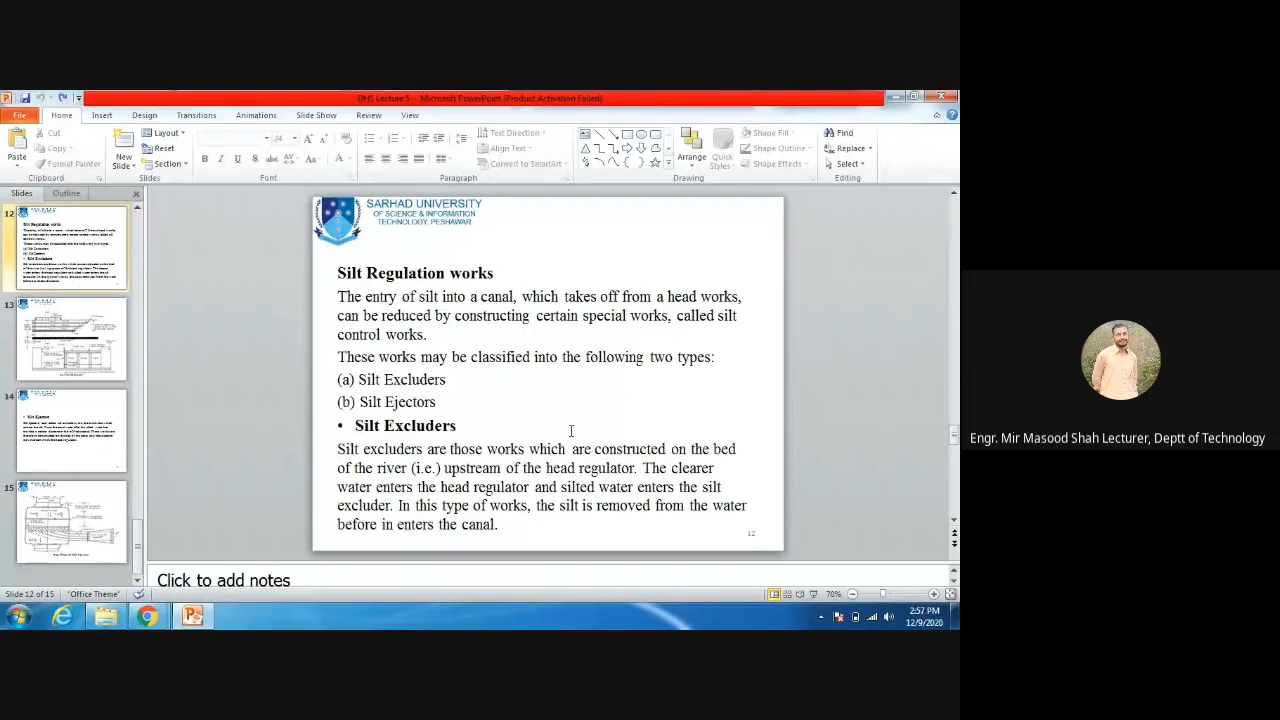 DHS Lecture 5 - Microsoft PowerPoint (Product Activation Failed)
File Home Insert Design Transitions Animations Slide Show Review View
Paste
Cut
Copy
Format Painter
Clipboard
New Slide
Layout
Reset
Section
Slides
24
B I U S abc AV Aa A
Font
Text Direction
Align Text
Convert to SmartArt
Paragraph
Arrange
Quick Styles
Shape Fill
Shape Outline
Shape Effects
Drawing
Find
Replace
Select
Editing
Slides Outline
12
13
14
15
SARHAD UNIVERSITY
OF SCIENCE & INFORMATION
TECHNOLOGY, PESHAWAR
Silt Regulation works
The entry of silt into a canal, which takes off from a head works,
can be reduced by constructing certain special works, called silt
control works.
These works may be classified into the following two types:
(a) Silt Excluders
(b) Silt Ejectors
• Silt Excluders
Silt excluders are those works which are constructed on the bed
of the river (i.e.) upstream of the head regulator. The clearer
water enters the head regulator and silted water enters the silt
excluder. In this type of works, the silt is removed from the water
before in enters the canal.
12
Click to add notes
Slide 12 of 15 "Office Theme" 70%
2:57 PM
12/9/2020
Engr. Mir Masood Shah Lecturer, Deptt of Technology